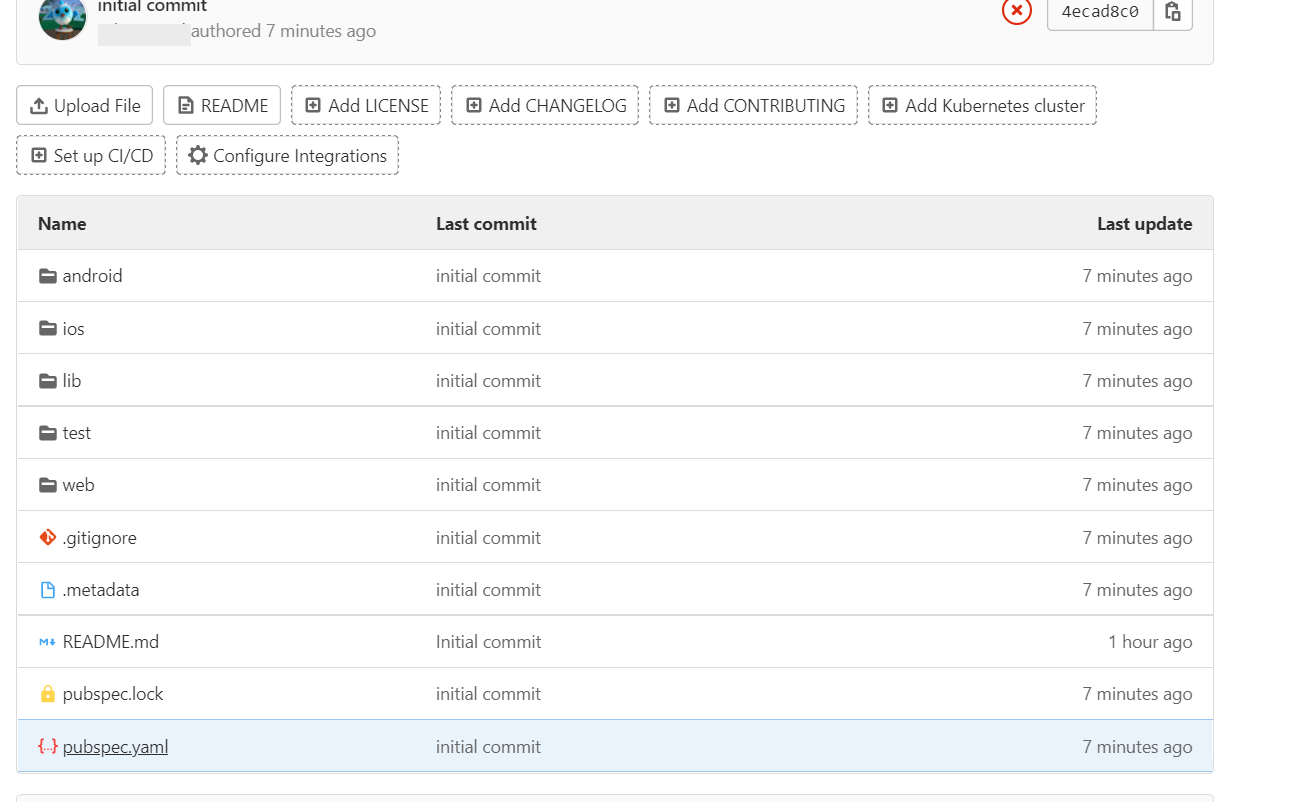 initial commit
authored 7 minutes ago
4ecad8c0
Upload File README Add LICENSE Add CHANGELOG Add CONTRIBUTING Add Kubernetes cluster
Set up CI/CD Configure Integrations
Name Last commit Last update
android initial commit 7 minutes ago
ios initial commit 7 minutes ago
lib initial commit 7 minutes ago
test initial commit 7 minutes ago
web initial commit 7 minutes ago
.gitignore initial commit 7 minutes ago
.metadata initial commit 7 minutes ago
README.md Initial commit 1 hour ago
pubspec.lock initial commit 7 minutes ago
pubspec.yaml initial commit 7 minutes ago